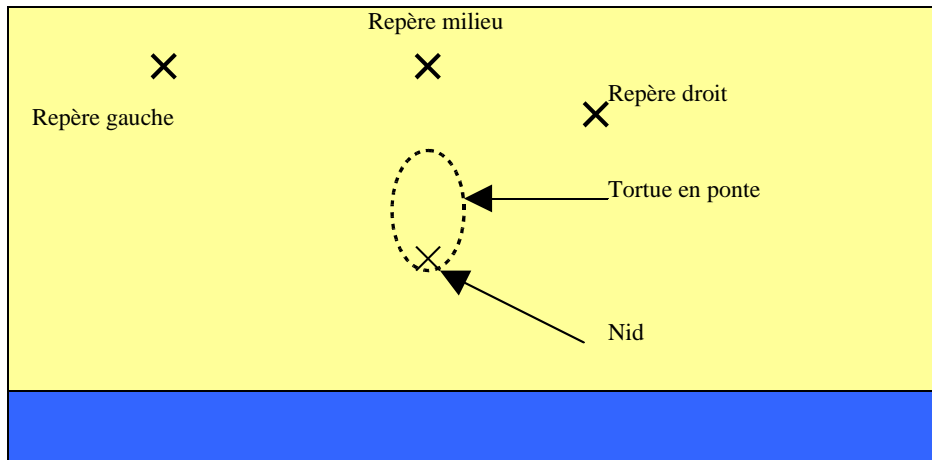 Repère milieu
Repère droit
Repère gauche
Tortue en ponte
Nid